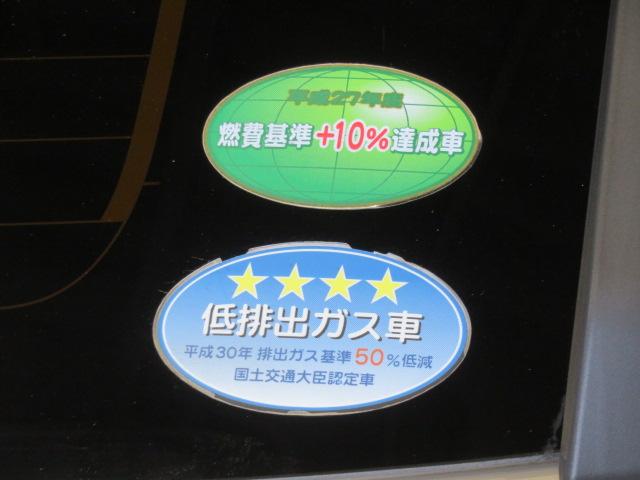 平成27年度
燃費基準+10%達成車
★★★★
低排出ガス車
平成30年 排出ガス基準50%低減
国土交通大臣認定車